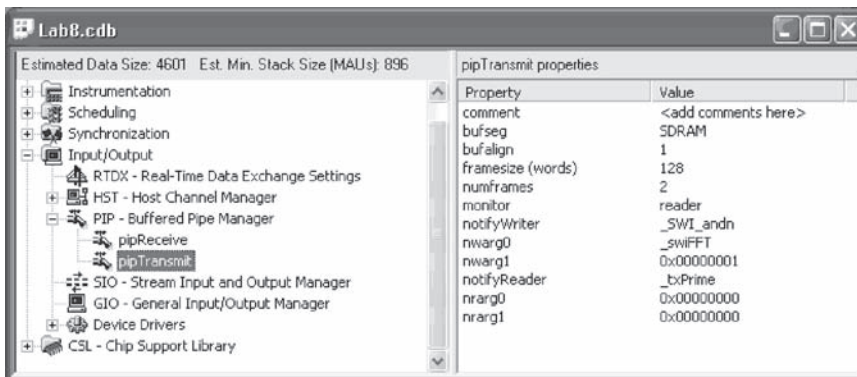 Lab8.cdb
Estimated Data Size: 4601 Est. Min. Stack Size (MAUs): 896
Instrumentation
Scheduling
Synchronization
Input/Output
RTDX - Real-Time Data Exchange Settings
HST - Host Channel Manager
PIP - Buffered Pipe Manager
pipReceive
pipTransmit
SIO - Stream Input and Output Manager
GIO - General Input/Output Manager
Device Drivers
CSL - Chip Support Library
pipTransmit properties
Property Value
comment <add comments here>
bufseg SDRAM
bufalign 1
framesize (words) 128
numframes 2
monitor reader
notifyWriter _SWI_andn
nwarg0 _swiFFT
nwarg1 0x00000001
notifyReader _txPrime
nrarg0 0x00000000
nrarg1 0x00000000